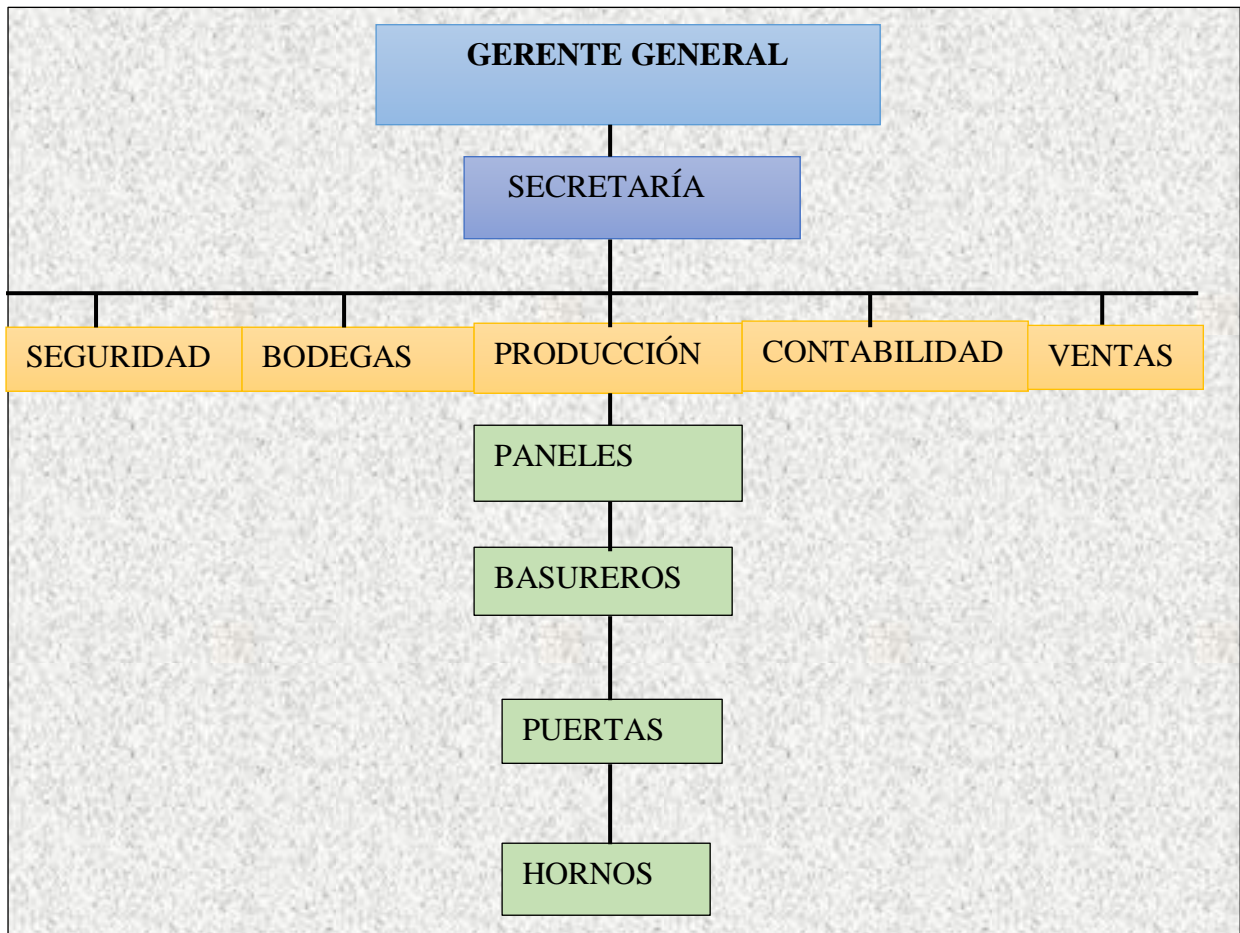 GERENTE GENERAL
SECRETARÍA
SEGURIDAD
BODEGAS
PRODUCCIÓN
CONTABILIDAD
VENTAS
PANELES
BASUREROS
PUERTAS
HORNOS